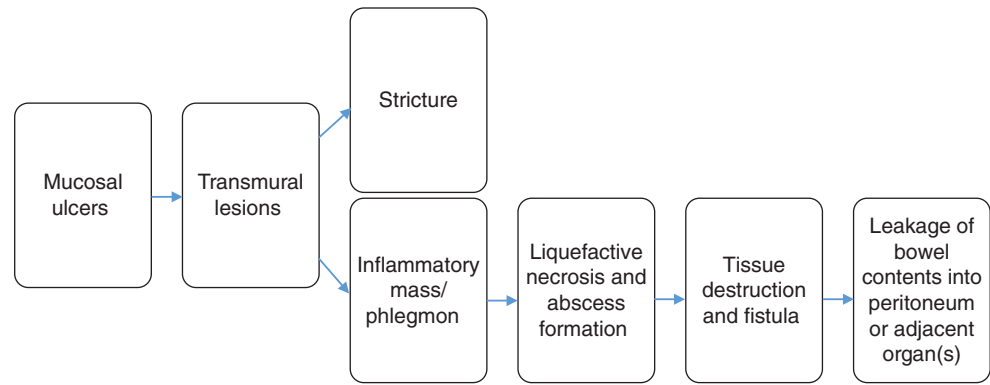 Mucosal
ulcers
Transmural
lesions
Stricture
Inflammatory
mass/
phlegmon
Liquefactive
necrosis and
abscess
formation
Tissue
destruction
and fistula
Leakage of
bowel
contents into
peritoneum
or adjacent
organ(s)